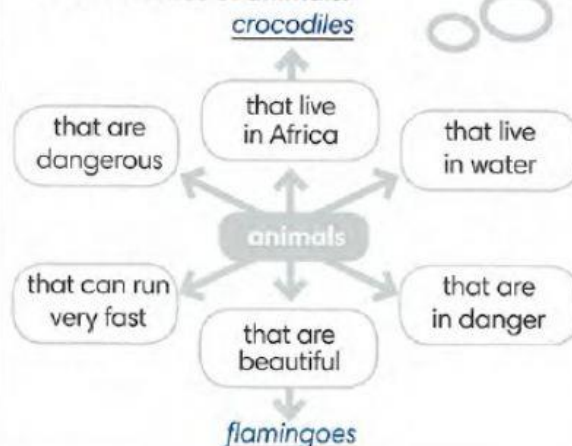 crocodiles
that live
in Africa
that are
dangerous
that live
in water
animals
that can run
very fast
that are
in danger
that are
beautiful
flamingoes